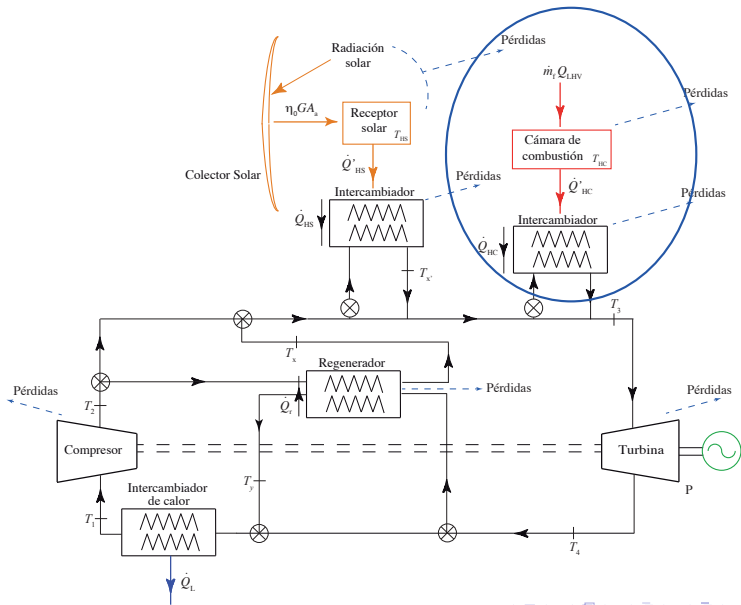 Radiación
solar
Pérdidas
Pérdidas
ṁf QLHV
η0GAa
Receptor
solar
THS
Pérdidas
Cámara de
combustión
THC
Colector Solar
Q̇'HS
Pérdidas
Q̇'HC
Pérdidas
Intercambiador
Q̇HS
Intercambiador
Q̇HC
Tx'
T3
Tx
Regenerador
Pérdidas
T2
Q̇r
Pérdidas
Pérdidas
Compresor
Turbina
Ty
P
Intercambiador
de calor
T1
T4
Q̇L